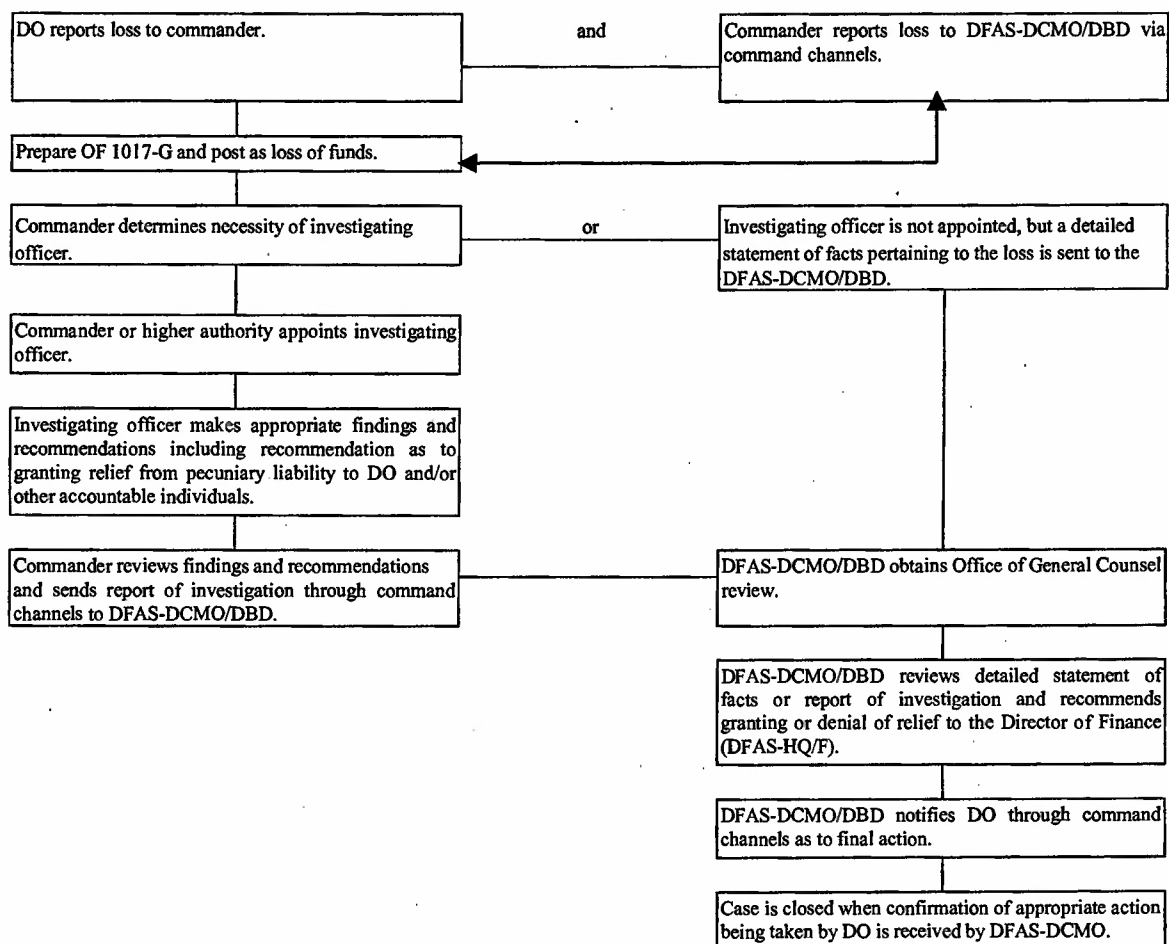 DO reports loss to commander.
and
Commander reports loss to DFAS-DCMO/DBD via
command channels.
Prepare OF 1017-G and post as loss of funds.
Commander determines necessity of investigating
officer.
or
Investigating officer is not appointed, but a detailed
statement of facts pertaining to the loss is sent to the
DFAS-DCMO/DBD.
Commander or higher authority appoints investigating
officer.
Investigating officer makes appropriate findings and
recommendations including recommendation as to
granting relief from pecuniary liability to DO and/or
other accountable individuals.
Commander reviews findings and recommendations
and sends report of investigation through command
channels to DFAS-DCMO/DBD.
DFAS-DCMO/DBD obtains Office of General Counsel
review.
DFAS-DCMO/DBD reviews detailed statement of
facts or report of investigation and recommends
granting or denial of relief to the Director of Finance
(DFAS-HQ/F).
DFAS-DCMO/DBD notifies DO through command
channels as to final action.
Case is closed when confirmation of appropriate action
being taken by DO is received by DFAS-DCMO.